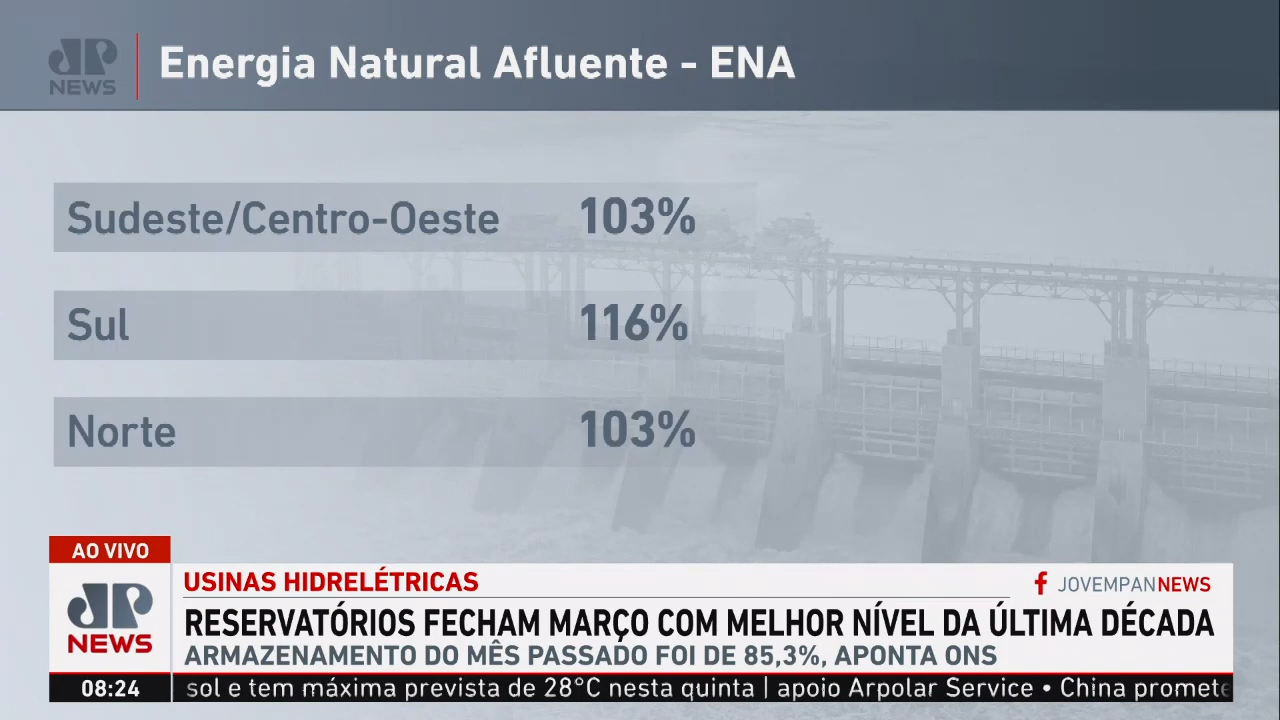 JP NEWS
Energia Natural Afluente - ENA
Sudeste/Centro-Oeste 103%
Sul 116%
Norte 103%
AO VIVO
JP NEWS
USINAS HIDRELÉTRICAS
f JOVEMPANNEWS
RESERVATÓRIOS FECHAM MARÇO COM MELHOR NÍVEL DA ÚLTIMA DÉCADA
ARMAZENAMENTO DO MÊS PASSADO FOI DE 85,3%, APONTA ONS
08:24 sol e tem máxima prevista de 28°C nesta quinta | apoio Arpolar Service • China promete